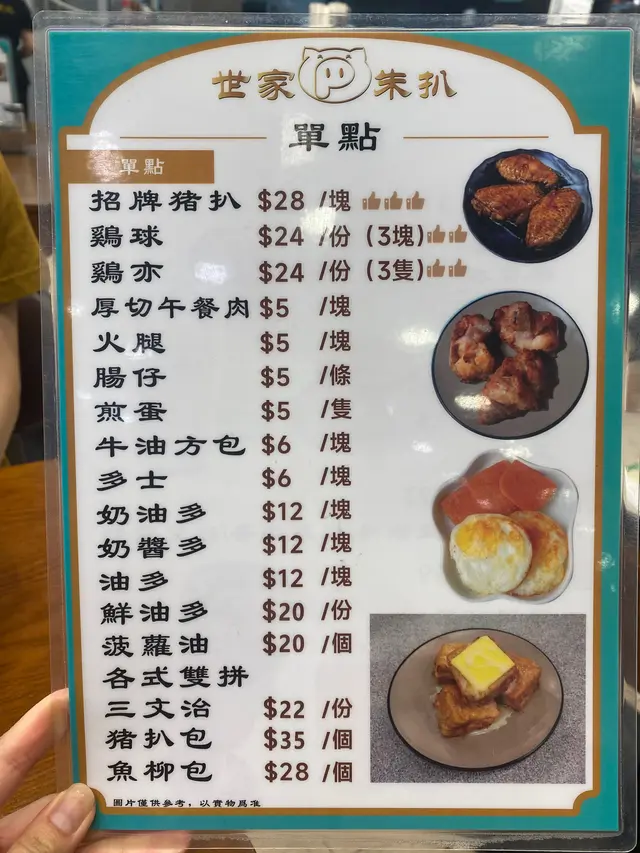 世家 朱扒
單點
單點
招牌猪扒 $28 /塊
鷄球 $24 /份 (3塊)
鷄亦 $24 /份 (3隻)
厚切午餐肉 $5 /塊
火腿 $5 /塊
腸仔 $5 /條
煎蛋 $5 /隻
牛油方包 $6 /塊
多士 $6 /塊
奶油多 $12 /塊
奶醬多 $12 /塊
油多 $12 /塊
鮮油多 $20 /份
菠蘿油 $20 /個
各式雙拼
三文治 $22 /份
猪扒包 $35 /個
魚柳包 $28 /個
圖片僅供參考，以實物爲准